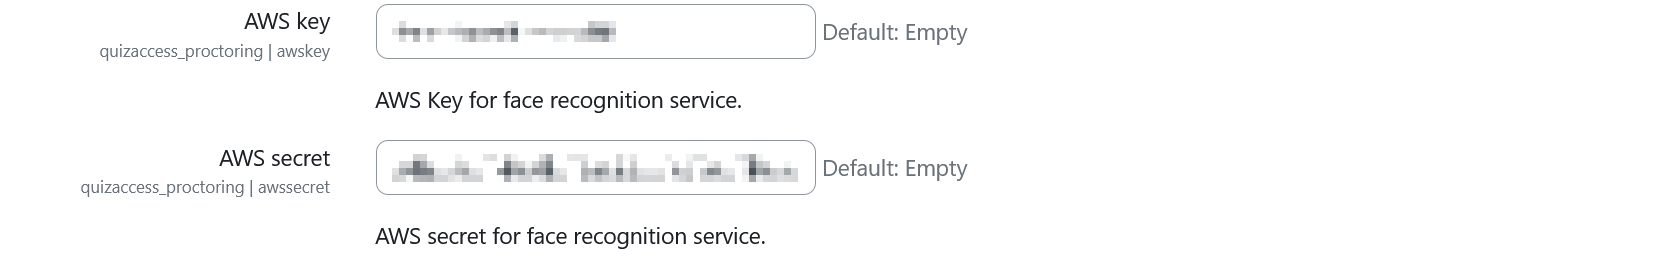 AWS key
quizaccess_proctoring | awskey
Default: Empty
AWS Key for face recognition service.
AWS secret
quizaccess_proctoring | awssecret
Default: Empty
AWS secret for face recognition service.